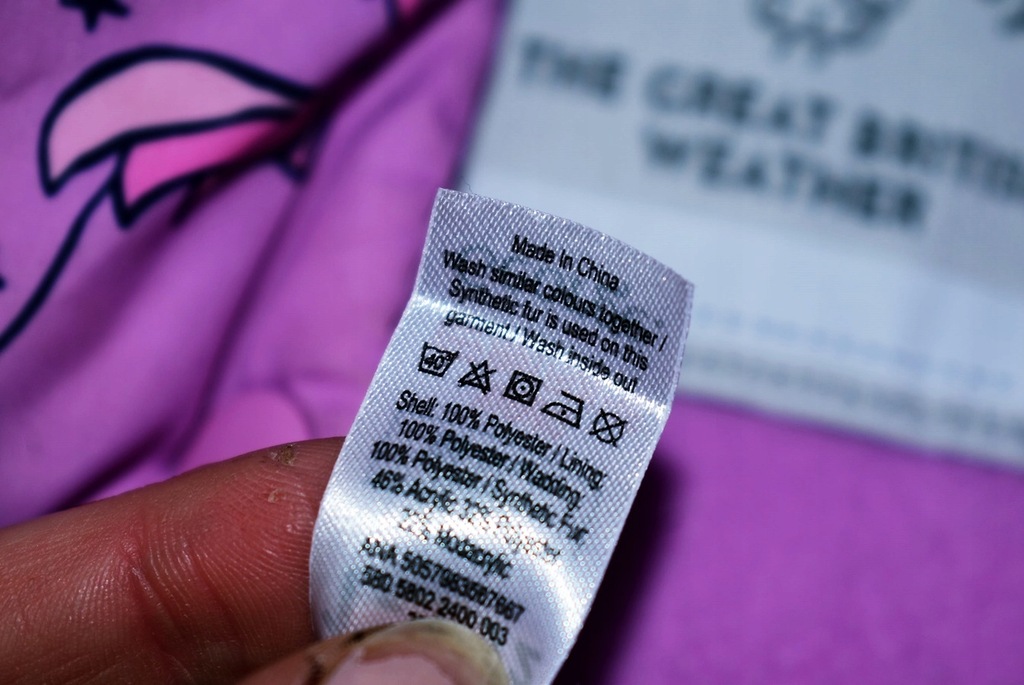 THE GREAT BRITISH
WEATHER
Made in China
Wash similar colours together /
Synthetic fur is used on this
garment / Wash inside out
40
Shell: 100% Polyester / Lining:
100% Polyester / Wadding:
100% Polyester / Synthetic Fur
46% Acrylic
Modacrylic
ANA 5057983567667
380 5802 2400 003